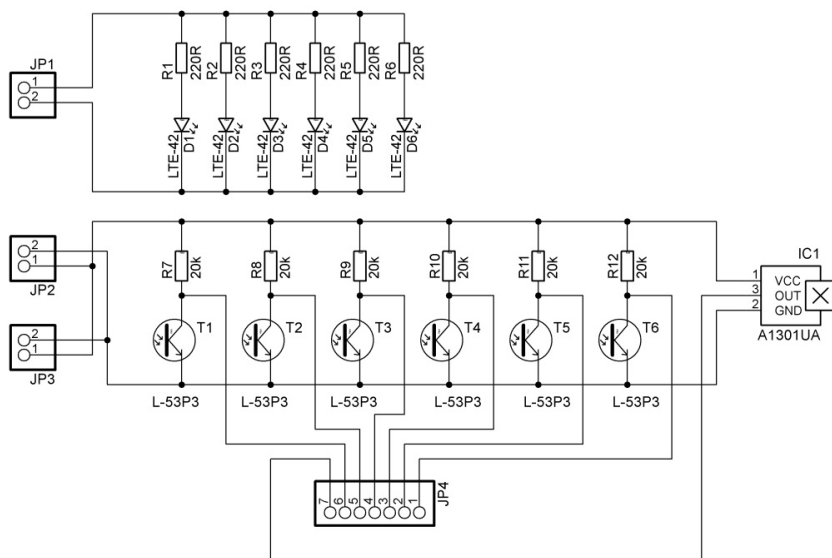 JP1
1
2
R1
220R
R2
220R
R3
220R
R4
220R
R5
220R
R6
220R
LTE-42
D1
LTE-42
D2
LTE-42
D3
LTE-42
D4
LTE-42
D5
LTE-42
D6
2
1
JP2
2
1
JP3
R7
20k
R8
20k
R9
20k
R10
20k
R11
20k
R12
20k
T1
T2
T3
T4
T5
T6
L-53P3
L-53P3
L-53P3
L-53P3
L-53P3
L-53P3
IC1
1
3
2
VCC
OUT
GND
A1301UA
7
6
5
4
3
2
1
JP4